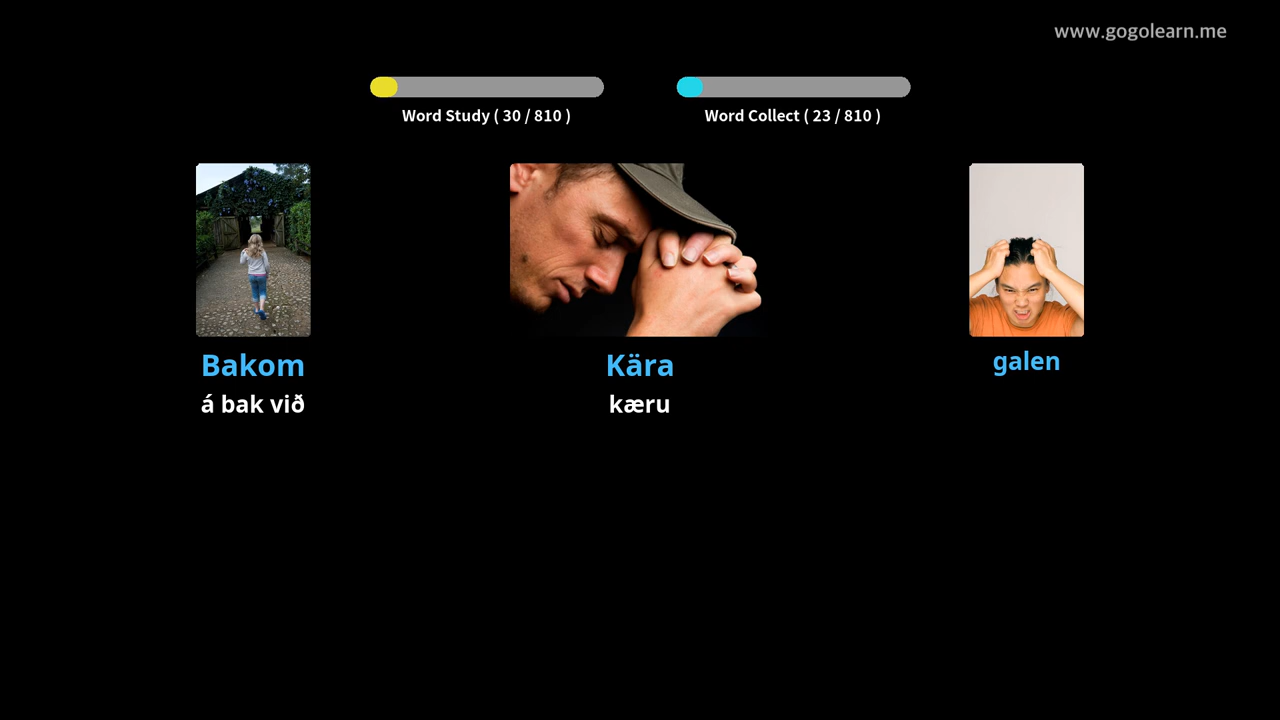 www.gogolearn.me
Word Study ( 30 / 810 )
Word Collect ( 23 / 810 )
Bakom
á bak við
Kära
kæru
galen